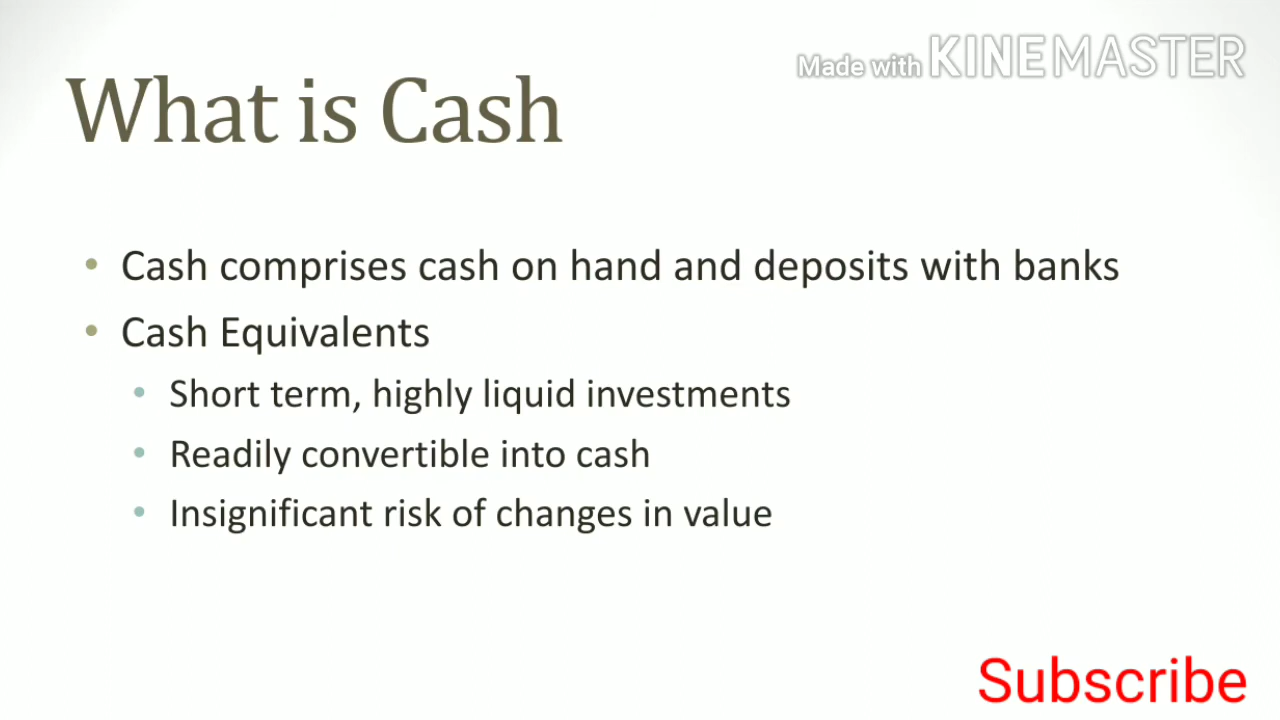 Made with KINEMASTER
What is Cash
• Cash comprises cash on hand and deposits with banks
• Cash Equivalents
• Short term, highly liquid investments
• Readily convertible into cash
• Insignificant risk of changes in value
Subscribe